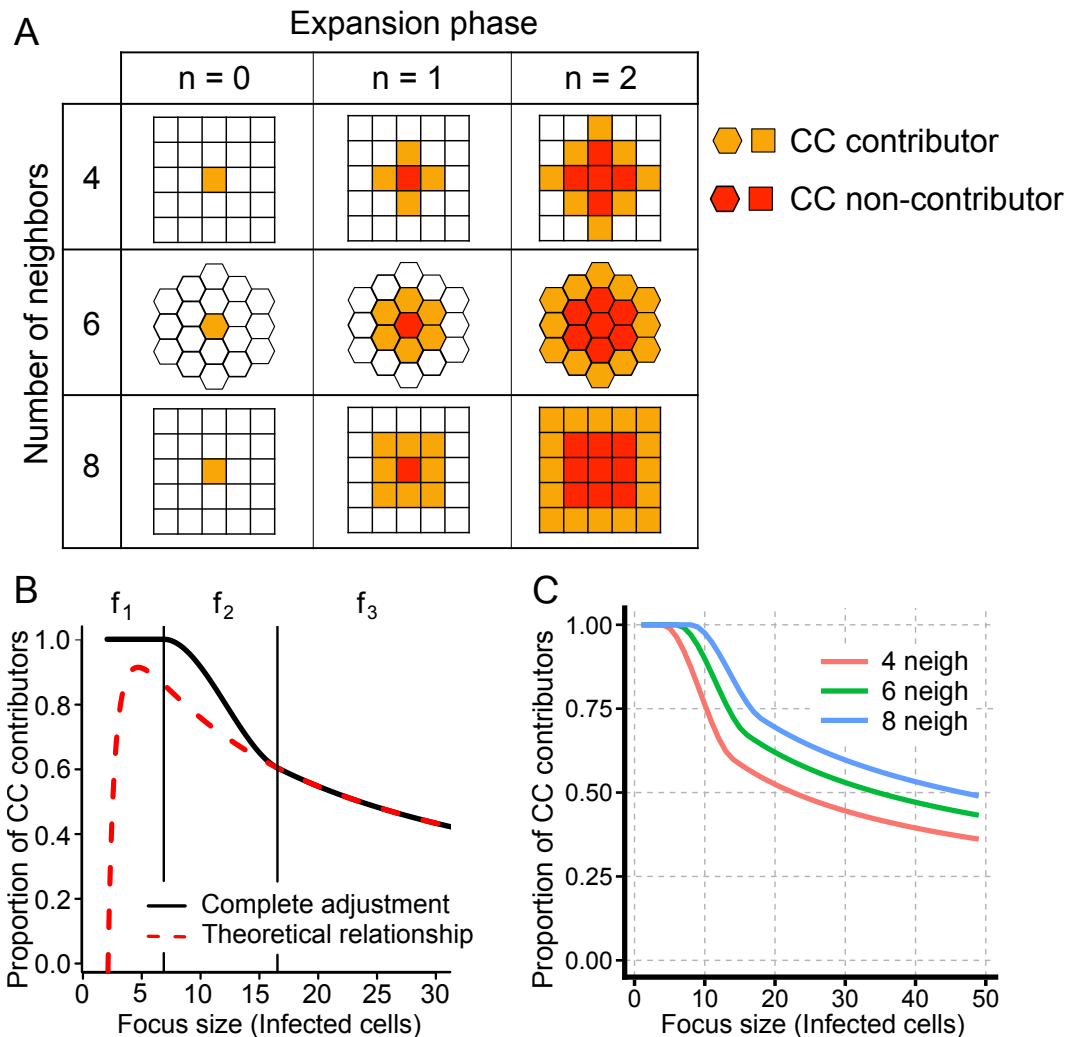 A
Expansion phase
n = 0
n = 1
n = 2
Number of neighbors
4
6
8
CC contributor
CC non-contributor
B
f1
f2
f3
Proportion of CC contributors
1.0
0.8
0.6
0.4
0.2
0.0
Complete adjustment
Theoretical relationship
0 5 10 15 20 25 30
Focus size (Infected cells)
C
Proportion of CC contributors
1.00
0.75
0.50
0.25
0.00
4 neigh
6 neigh
8 neigh
0 10 20 30 40 50
Focus size (Infected cells)